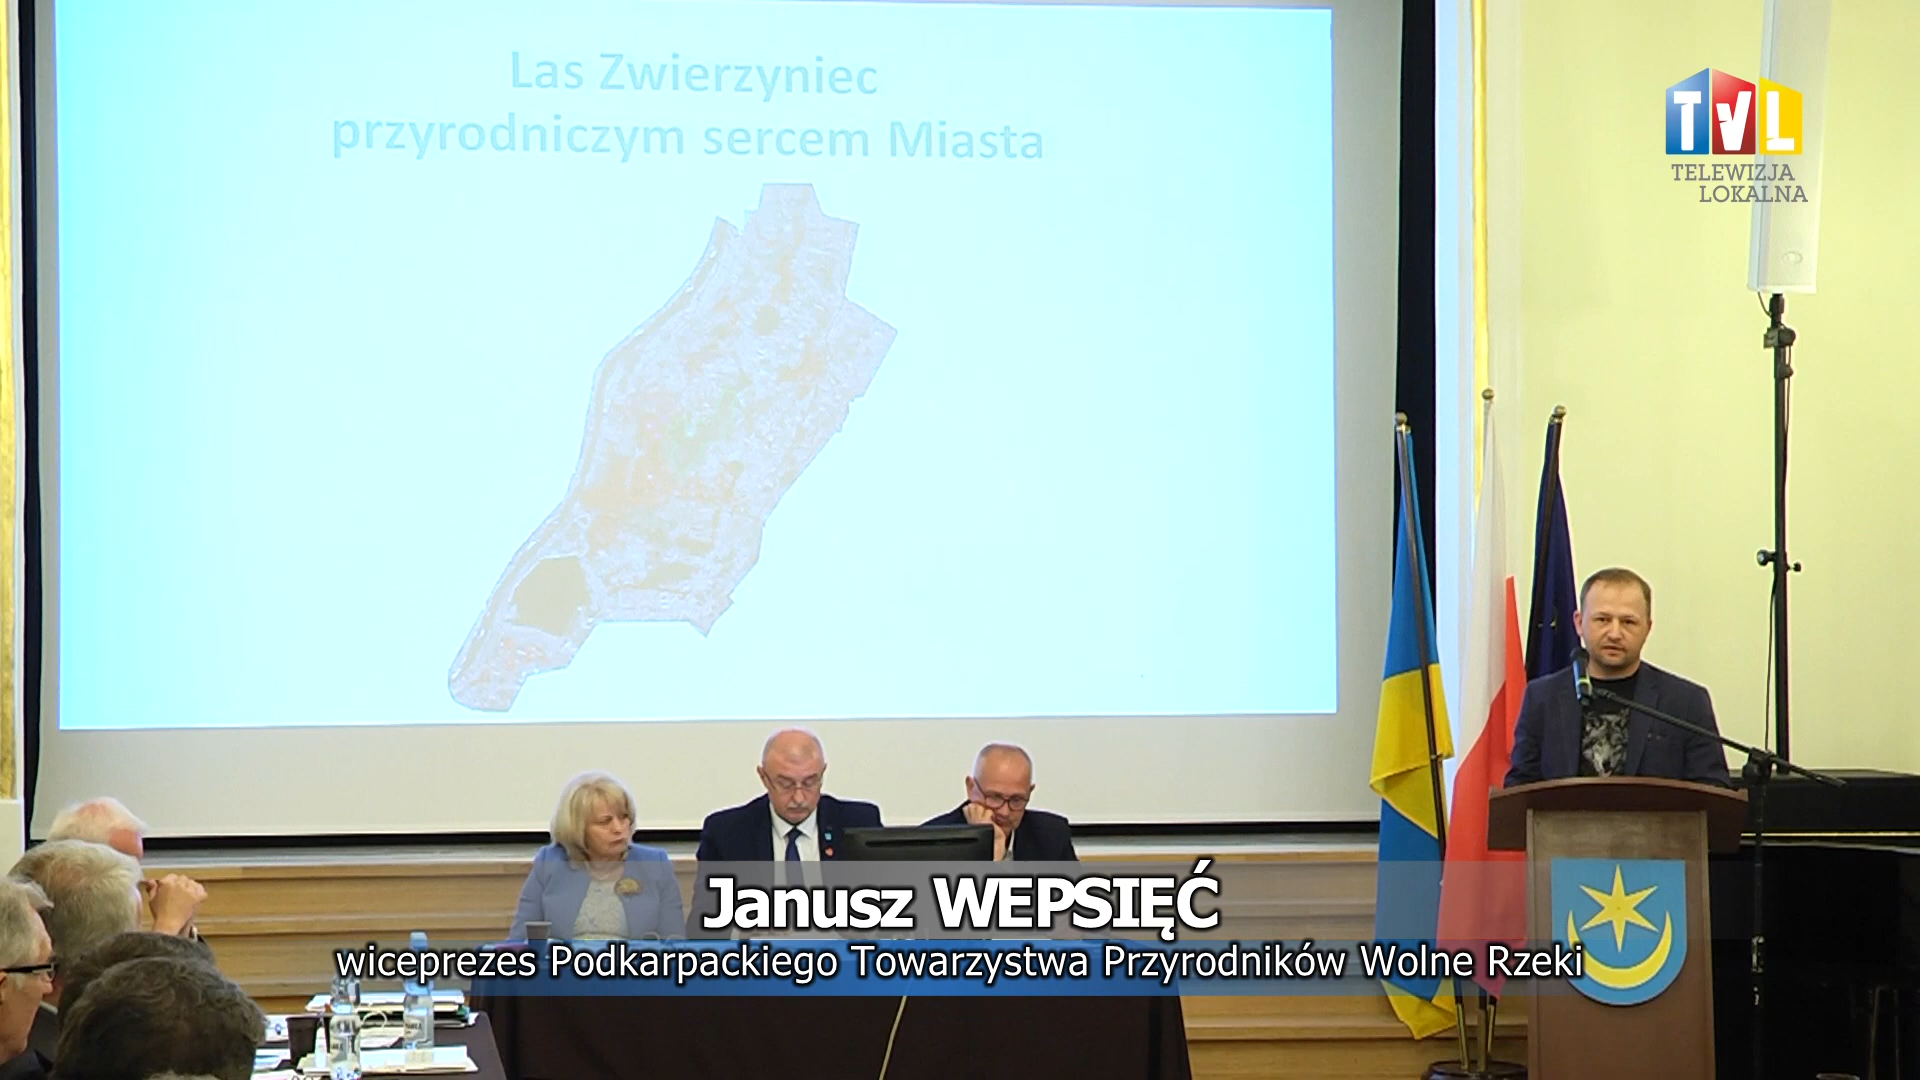 Las Zwierzyniec
przyrodniczym sercem Miasta
TVL
TELEWIZJA
LOKALNA
Janusz WEPSIĘĆ
wiceprezes Podkarpackiego Towarzystwa Przyrodników Wolne Rzeki